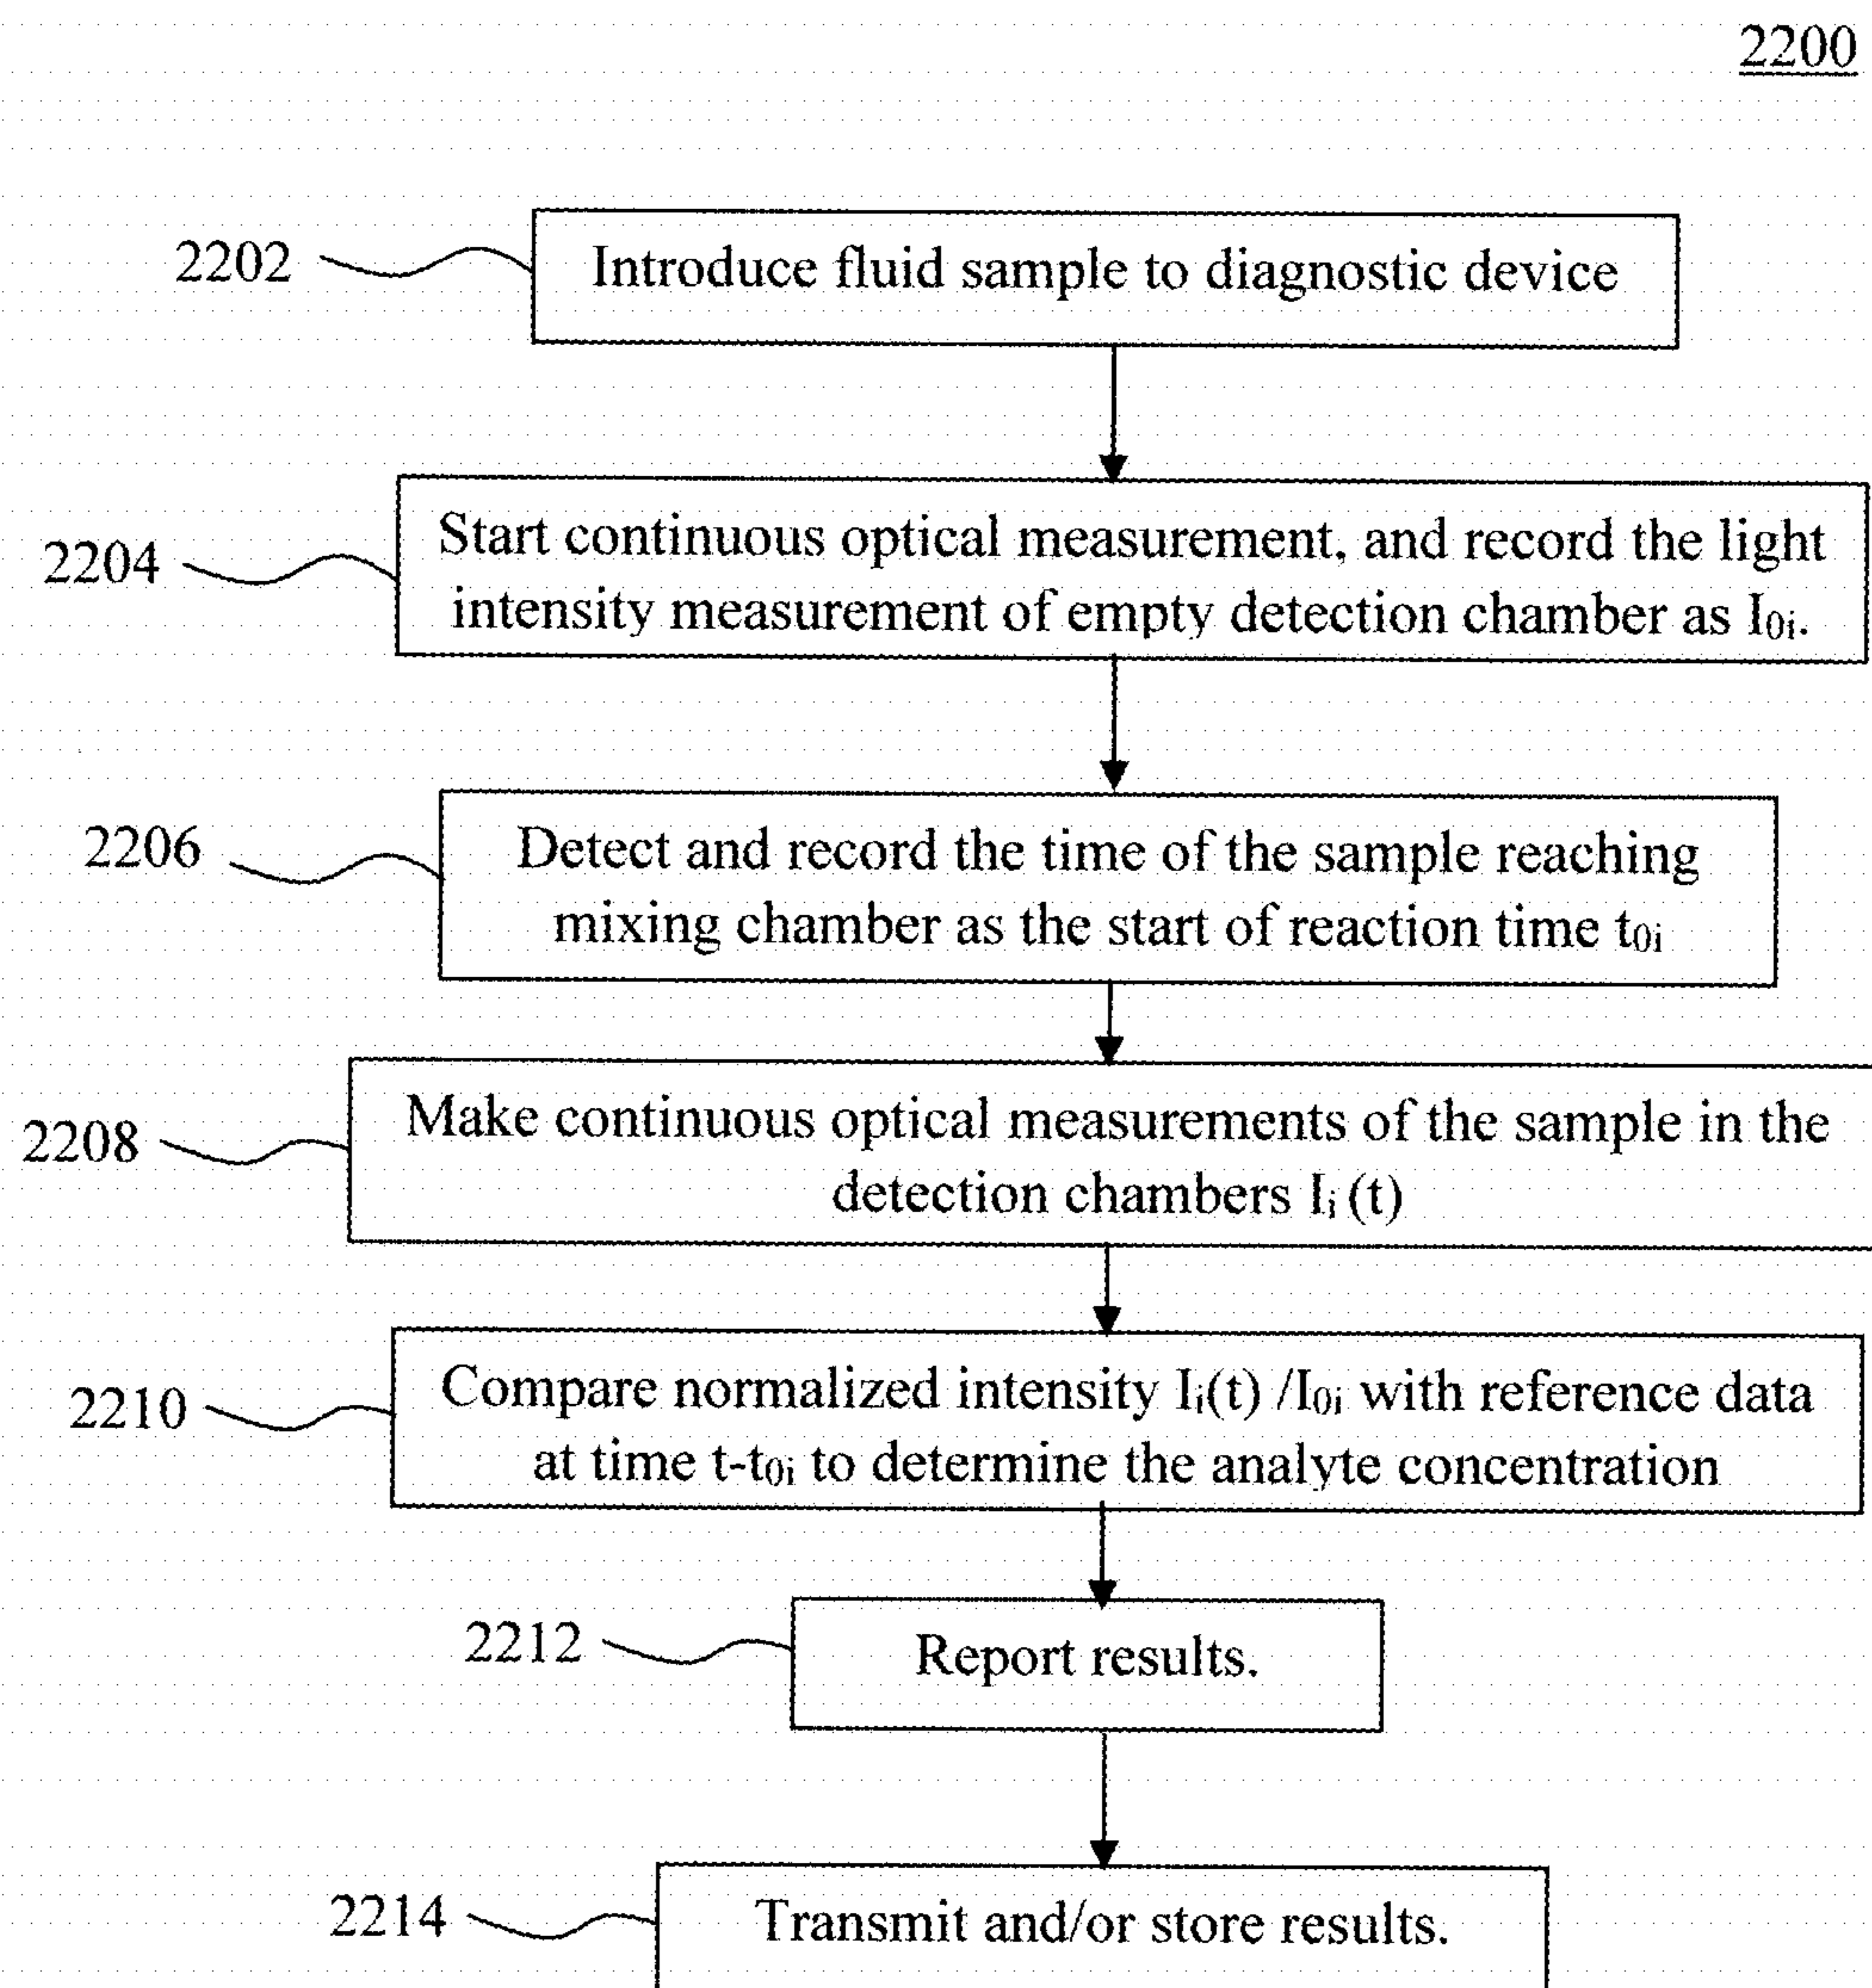 2200
2202
Introduce fluid sample to diagnostic device
2204
Start continuous optical measurement, and record the light
intensity measurement of empty detection chamber as I₀ᵢ.
2206
Detect and record the time of the sample reaching
mixing chamber as the start of reaction time t₀ᵢ
2208
Make continuous optical measurements of the sample in the
detection chambers Iᵢ (t)
2210
Compare normalized intensity Iᵢ(t) /I₀ᵢ with reference data
at time t-t₀ᵢ to determine the analyte concentration
2212
Report results.
2214
Transmit and/or store results.